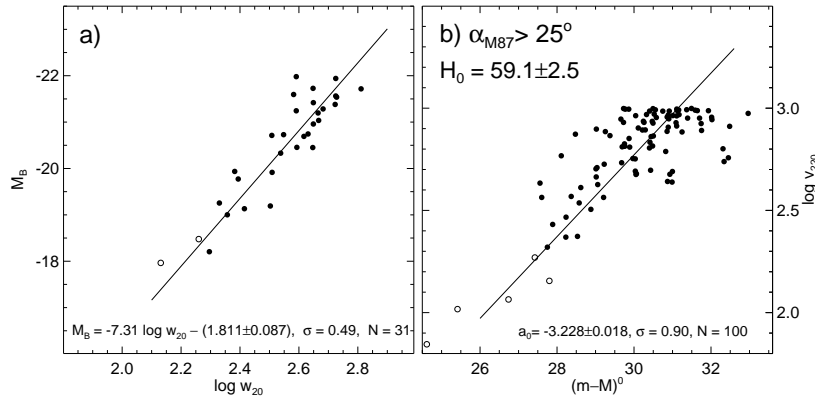 a)
-22
-20
-18
M_B
M_B = -7.31 log w_20 – (1.811±0.087), σ = 0.49, N = 31
2.0 2.2 2.4 2.6 2.8
log w_20
b) α_M87 > 25°
H_0 = 59.1±2.5
3.5
3.0
2.5
2.0
log v_220
a_0= -3.228±0.018, σ = 0.90, N = 100
26 28 30 32
(m–M)^0